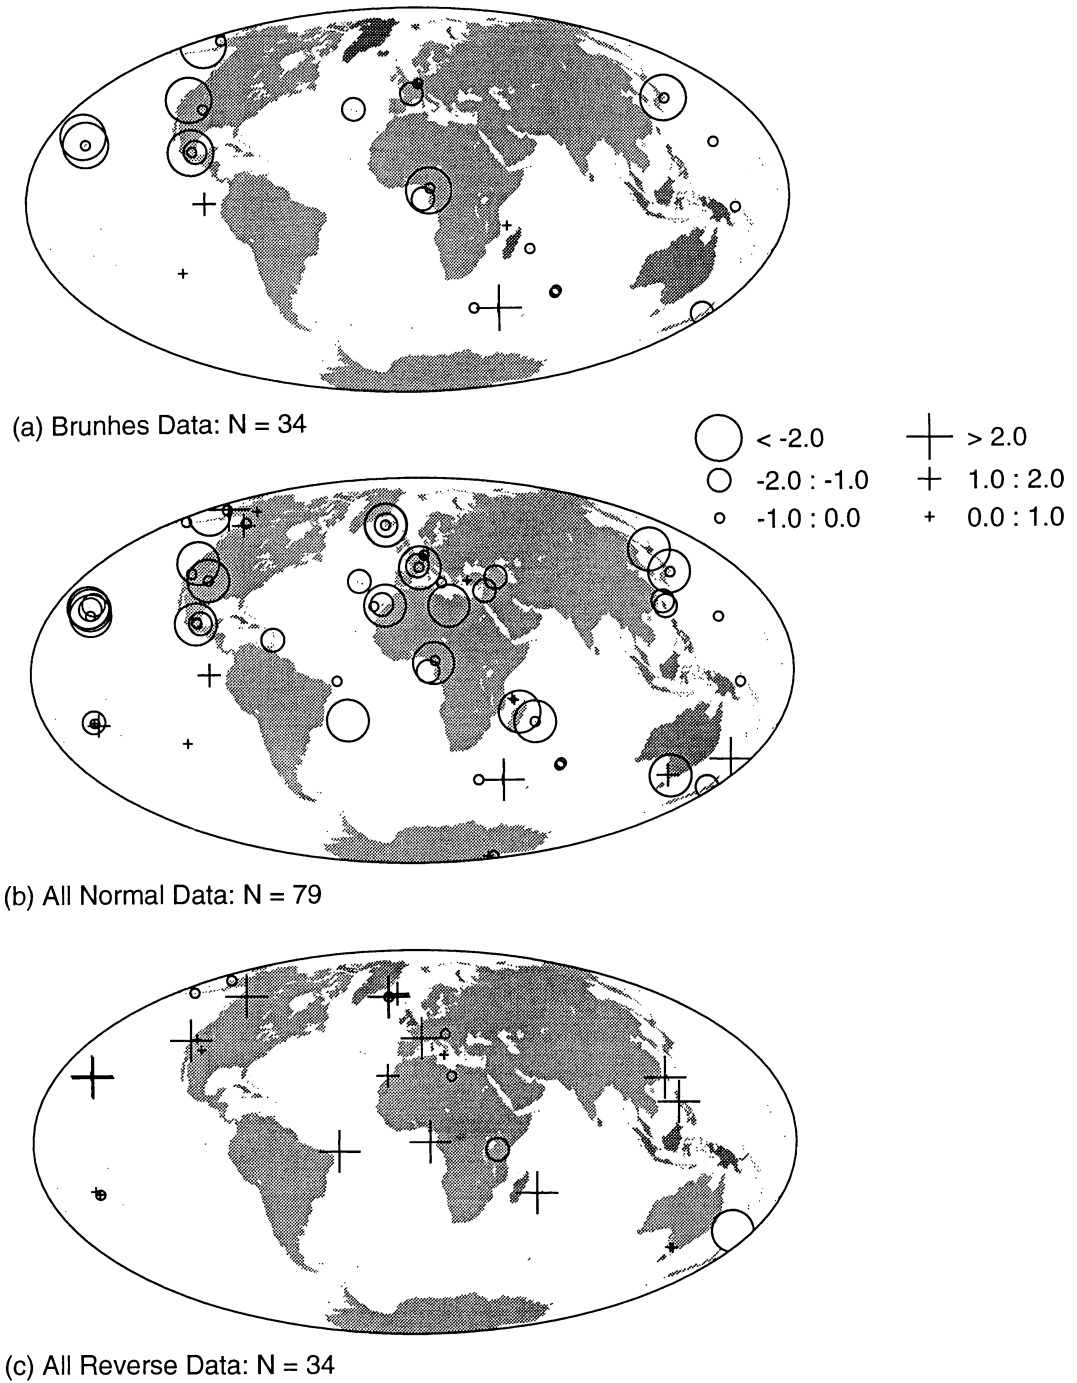 (a) Brunhes Data: N = 34
< -2.0
> 2.0
-2.0 : -1.0
1.0 : 2.0
-1.0 : 0.0
0.0 : 1.0
(b) All Normal Data: N = 79
(c) All Reverse Data: N = 34